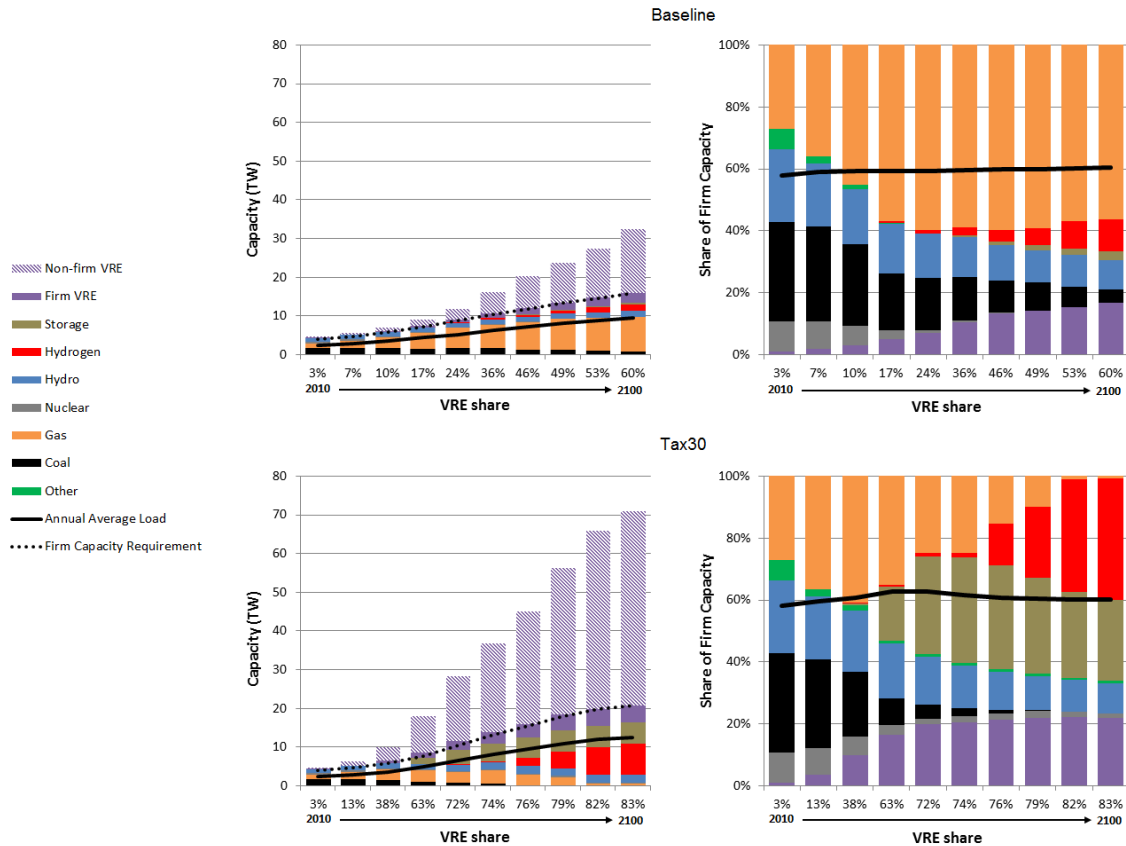 Baseline
80
70
60
50
40
30
20
10
0
Capacity (TW)
3% 7% 10% 17% 24% 36% 46% 49% 53% 60%
2010 2100
VRE share
100%
80%
60%
40%
20%
0%
Share of Firm Capacity
3% 7% 10% 17% 24% 36% 46% 49% 53% 60%
2010 2100
VRE share
Non-firm VRE
Firm VRE
Storage
Hydrogen
Hydro
Nuclear
Gas
Coal
Other
Annual Average Load
Firm Capacity Requirement
Tax30
80
70
60
50
40
30
20
10
0
Capacity (TW)
3% 13% 38% 63% 72% 74% 76% 79% 82% 83%
2010 2100
VRE share
100%
80%
60%
40%
20%
0%
Share of Firm Capacity
3% 13% 38% 63% 72% 74% 76% 79% 82% 83%
2010 2100
VRE share